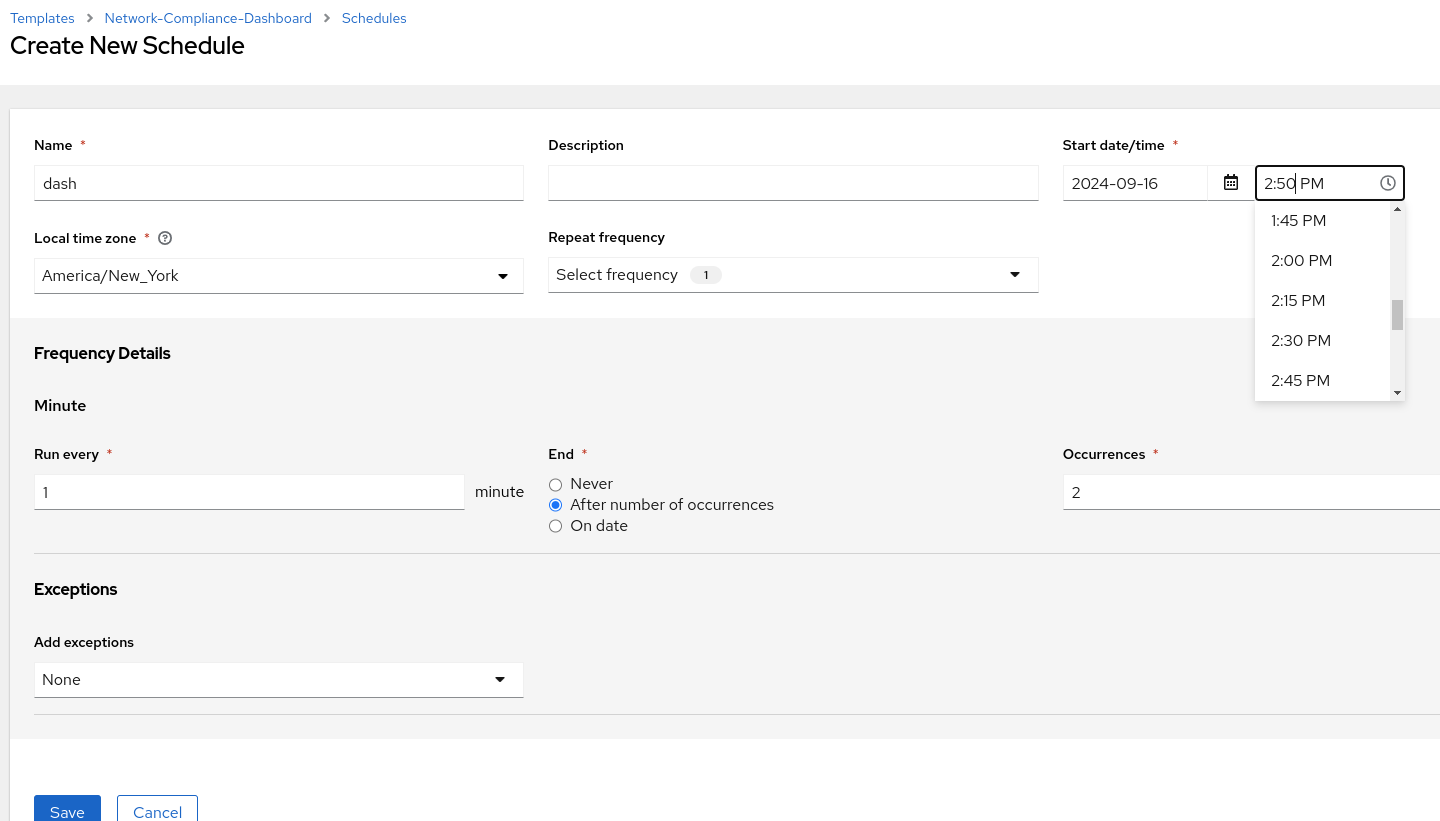 Templates > Network-Compliance-Dashboard > Schedules
Create New Schedule
Name * Description Start date/time *
dash 2024-09-16 2:50 PM
1:45 PM
2:00 PM
2:15 PM
2:30 PM
2:45 PM
Local time zone * Repeat frequency
America/New_York Select frequency 1
Frequency Details
Minute
Run every * End * Occurrences *
1 minute
Never
After number of occurrences
On date
2
Exceptions
Add exceptions
None
Save Cancel